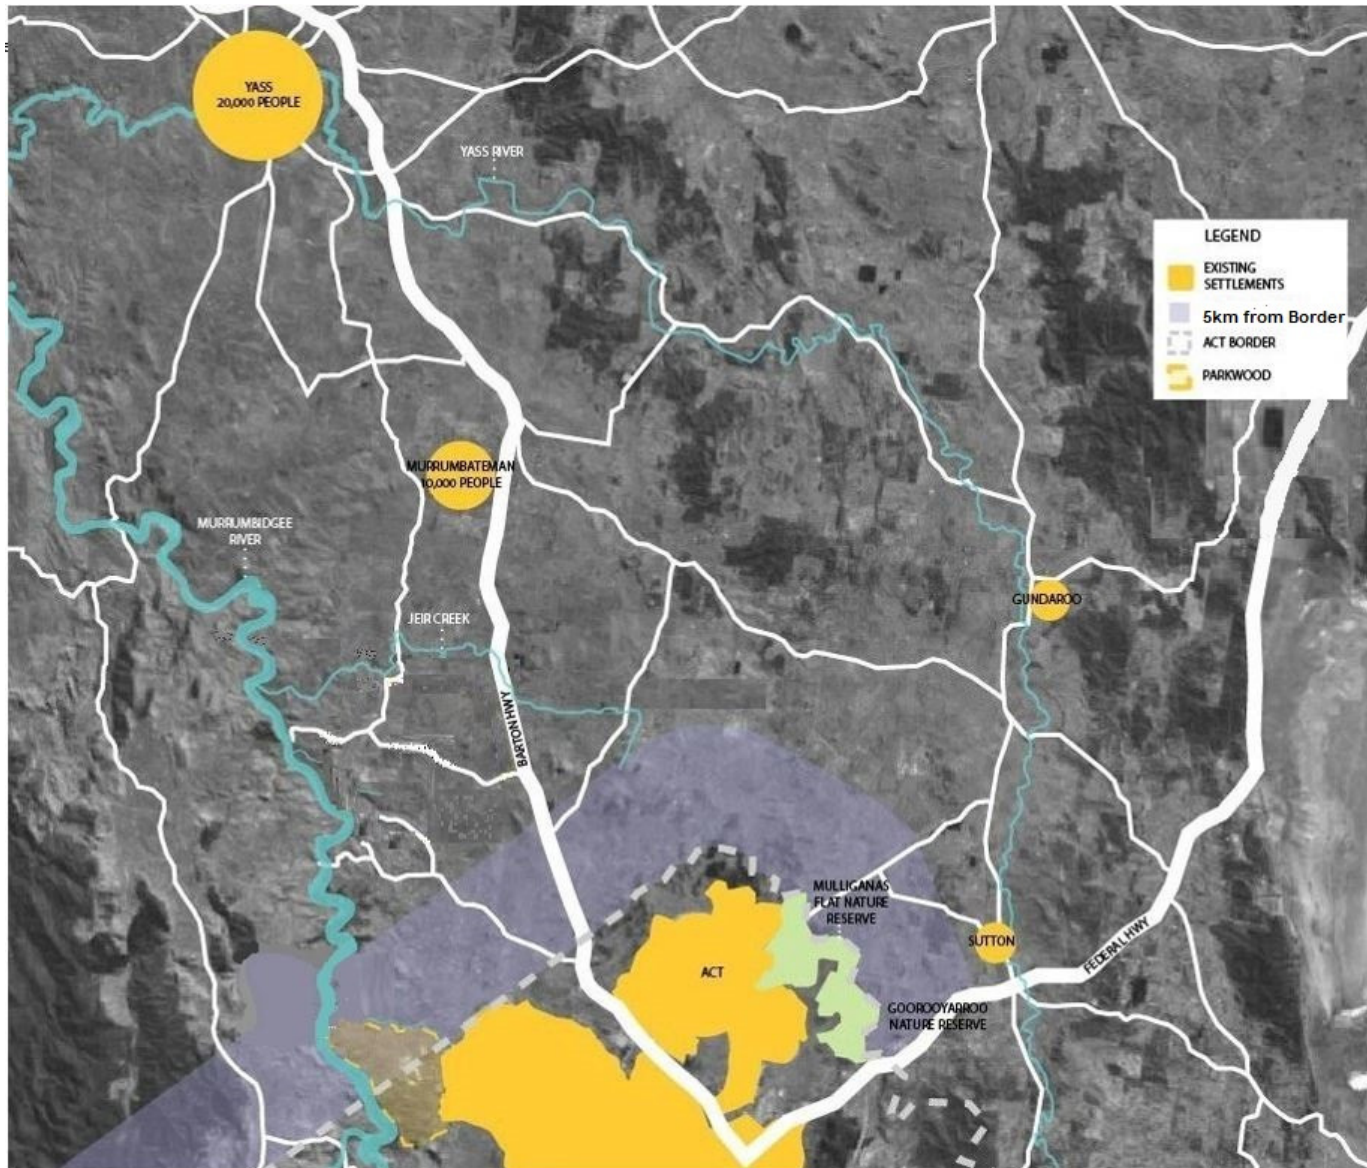 YASS
20,000 PEOPLE
YASS RIVER
LEGEND
EXISTING
SETTLEMENTS
5km from Border
ACT BORDER
PARKWOOD
MURRUMBATEMAN
10,000 PEOPLE
MURRUMBIDGEE
RIVER
GUNDAROO
JEIR CREEK
BARTON HWY
MULLIGANAS
FLAT NATURE
RESERVE
SUTTON
FEDERAL HWY
ACT
GOOROOYARROO
NATURE RESERVE